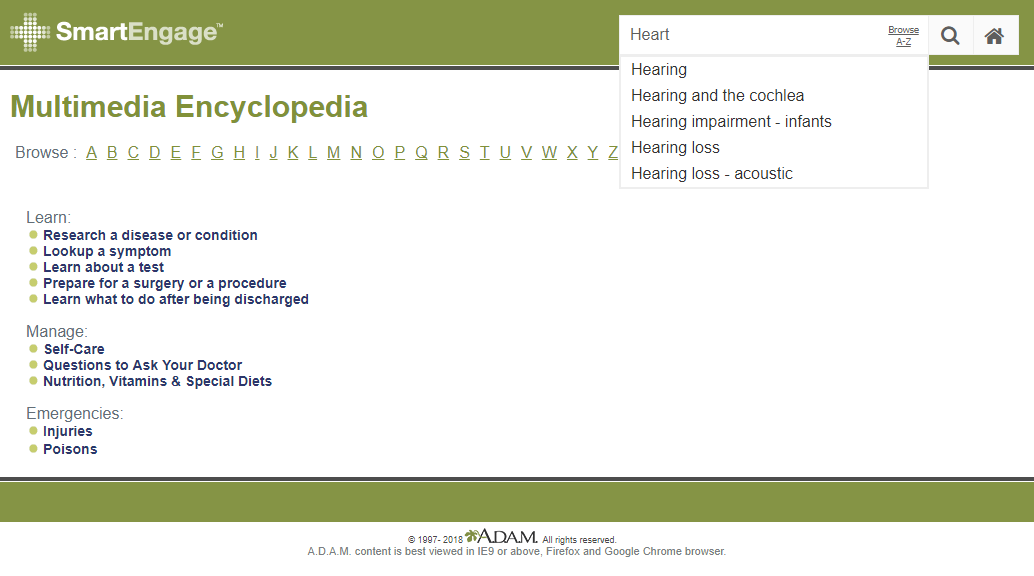 SmartEngage™
Heart
Browse
A-Z
Hearing
Hearing and the cochlea
Hearing impairment - infants
Hearing loss
Hearing loss - acoustic
Multimedia Encyclopedia
Browse : A B C D E F G H I J K L M N O P Q R S T U V W X Y Z
Learn:
Research a disease or condition
Lookup a symptom
Learn about a test
Prepare for a surgery or a procedure
Learn what to do after being discharged
Manage:
Self-Care
Questions to Ask Your Doctor
Nutrition, Vitamins & Special Diets
Emergencies:
Injuries
Poisons
© 1997- 2018 A.D.A.M. All rights reserved.
A.D.A.M. content is best viewed in IE9 or above, Firefox and Google Chrome browser.